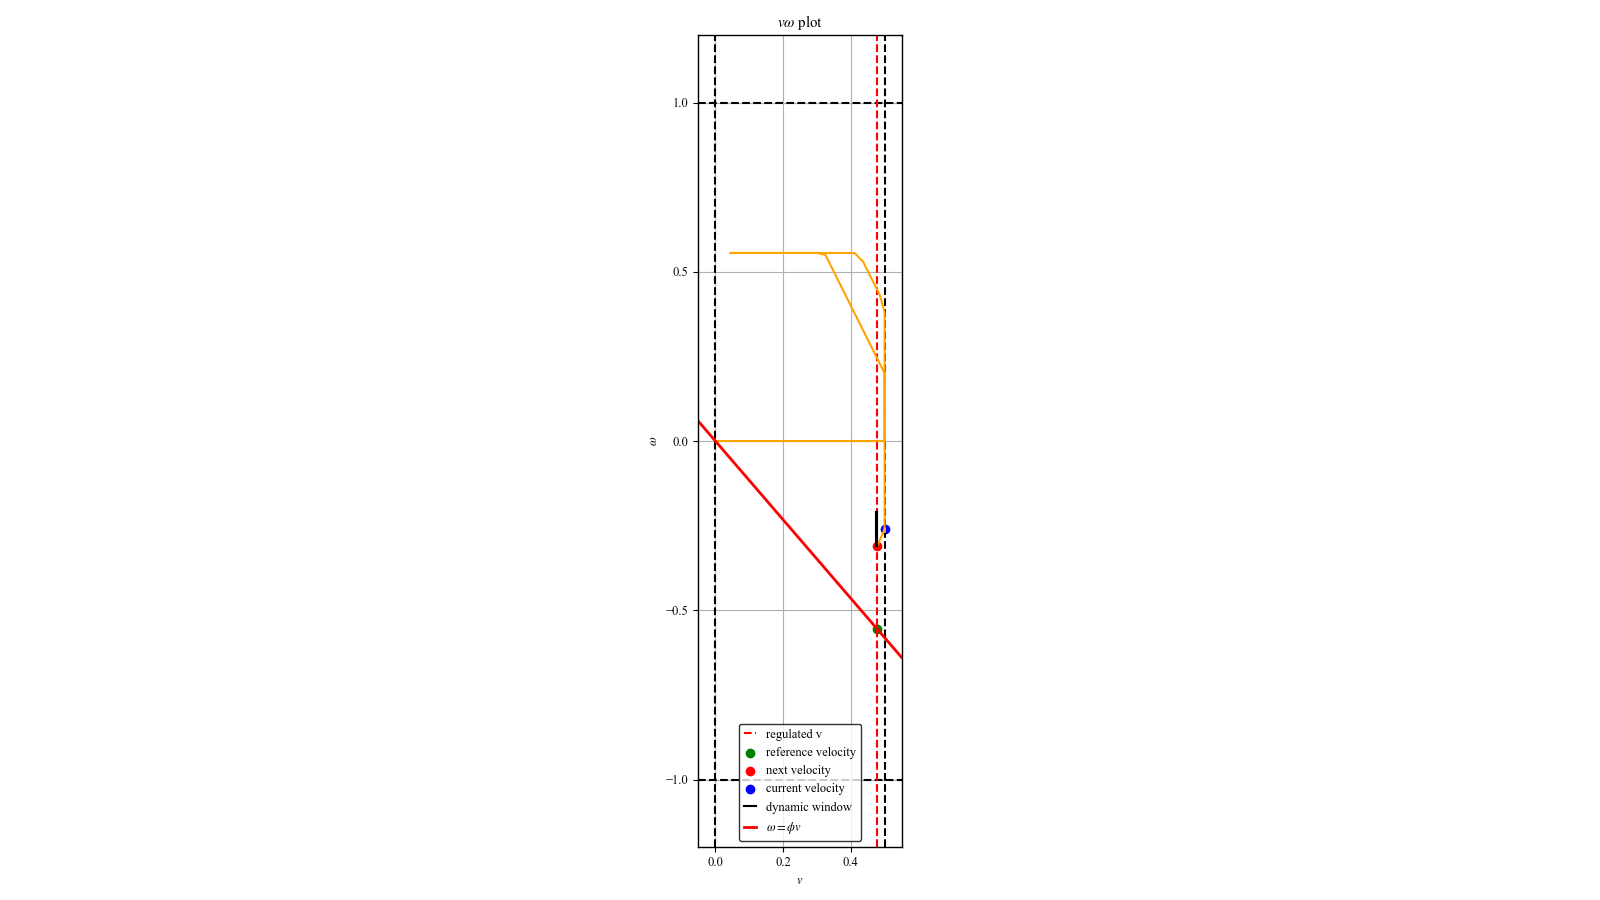 vω plot
1.0
0.5
0.0
−0.5
−1.0
ω
regulated v
reference velocity
next velocity
current velocity
dynamic window
ω = ϕv
0.0 0.2 0.4
v